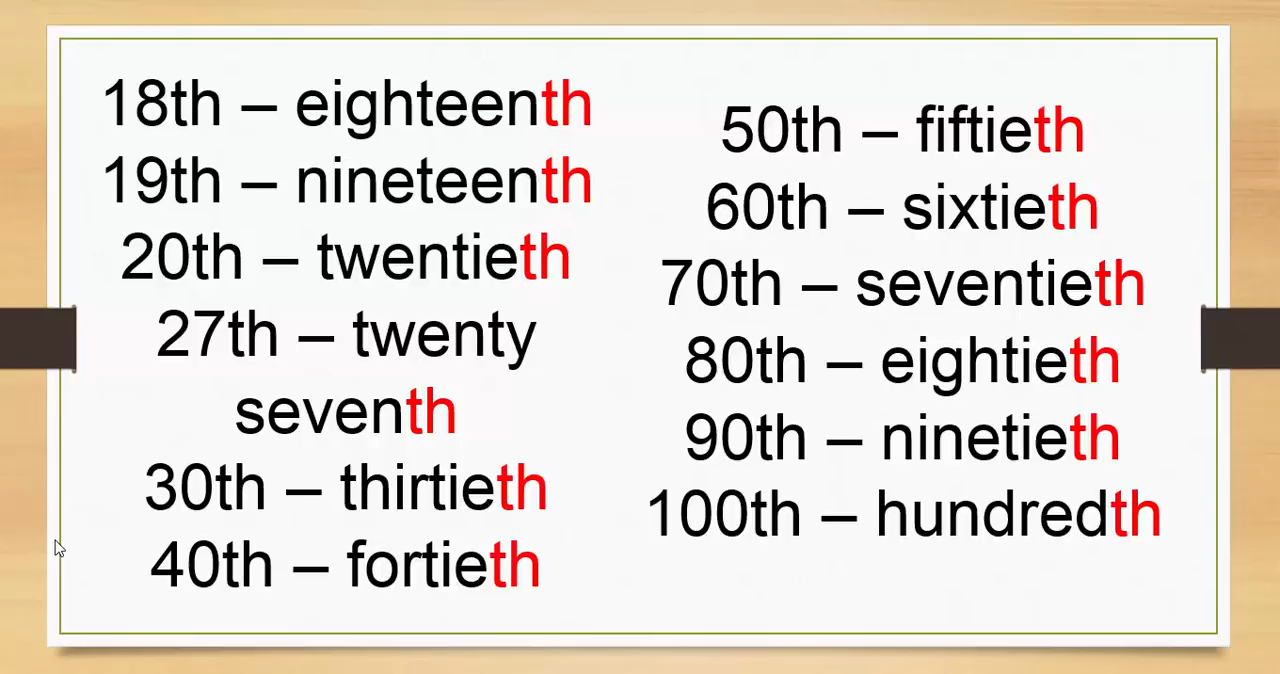 18th – eighteenth
19th – nineteenth
20th – twentieth
27th – twenty
seventh
30th – thirtieth
40th – fortieth
50th – fiftieth
60th – sixtieth
70th – seventieth
80th – eightieth
90th – ninetieth
100th – hundredth